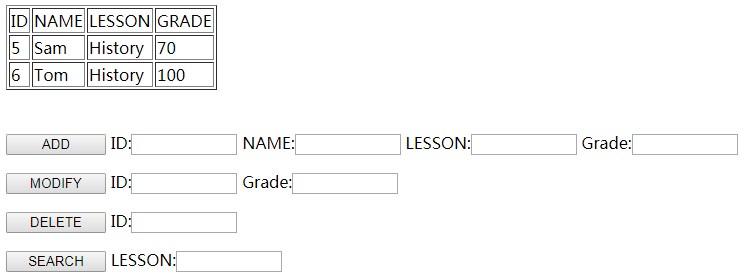 ID NAME LESSON GRADE
5 Sam History 70
6 Tom History 100
ADD ID: NAME: LESSON: Grade:
MODIFY ID: Grade:
DELETE ID:
SEARCH LESSON: